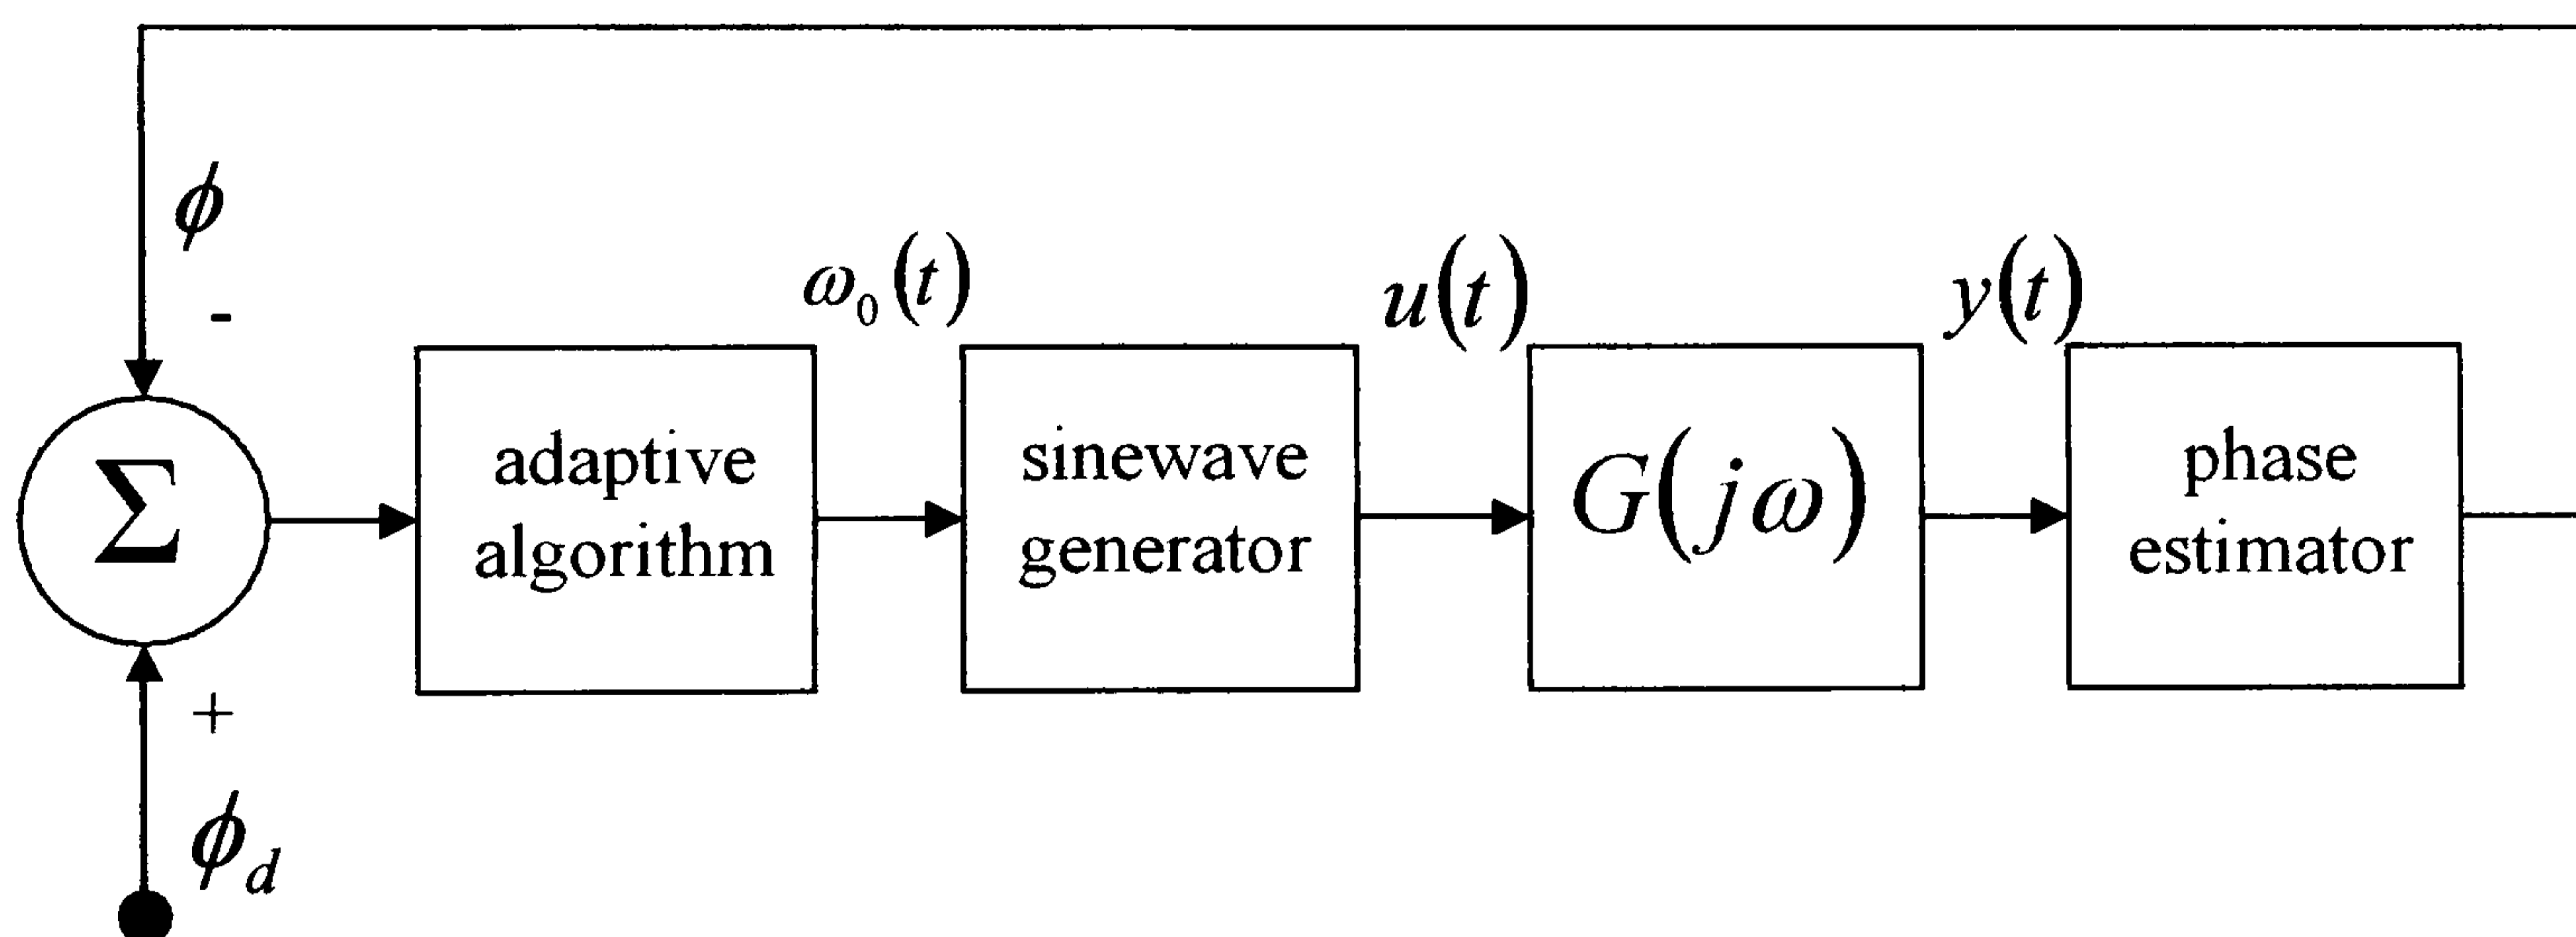 ϕ
-
ω₀(t)
u(t)
y(t)
Σ
adaptive
algorithm
sinewave
generator
G(jω)
phase
estimator
+
ϕ_d